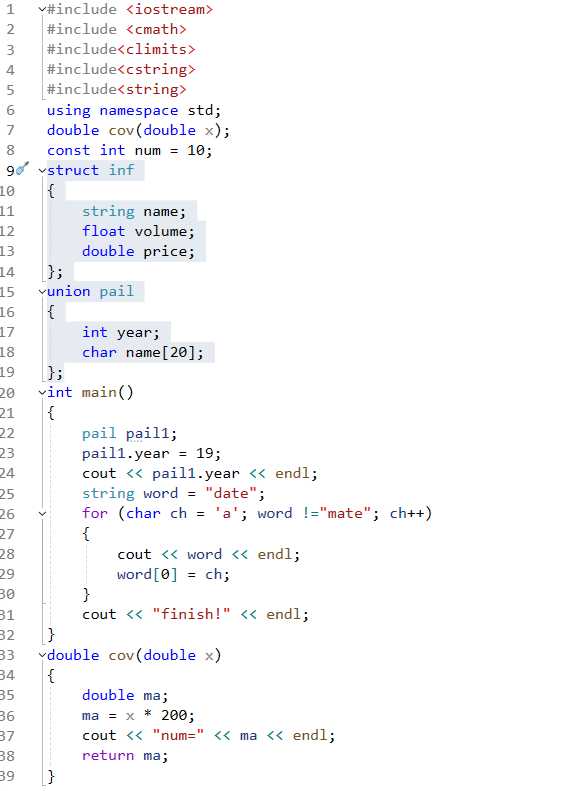 1 #include <iostream>
2 #include <cmath>
3 #include<climits>
4 #include<cstring>
5 #include<string>
6 using namespace std;
7 double cov(double x);
8 const int num = 10;
9 struct inf
10 {
11 string name;
12 float volume;
13 double price;
14 };
15 union pail
16 {
17 int year;
18 char name[20];
19 };
20 int main()
21 {
22 pail pail1;
23 pail1.year = 19;
24 cout << pail1.year << endl;
25 string word = "date";
26 for (char ch = 'a'; word !="mate"; ch++)
27 {
28 cout << word << endl;
29 word[0] = ch;
30 }
31 cout << "finish!" << endl;
32 }
33 double cov(double x)
34 {
35 double ma;
36 ma = x * 200;
37 cout << "num=" << ma << endl;
38 return ma;
39 }